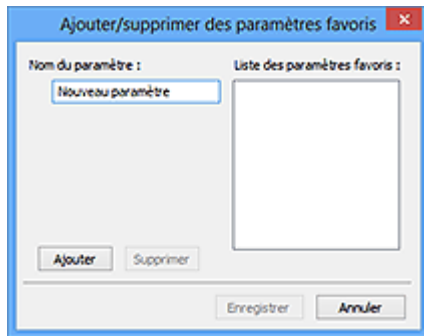 Ajouter/supprimer des paramètres favoris
Nom du paramètre :
Liste des paramètres favoris :
Nouveau paramètre
Ajouter
Supprimer
Enregistrer
Annuler